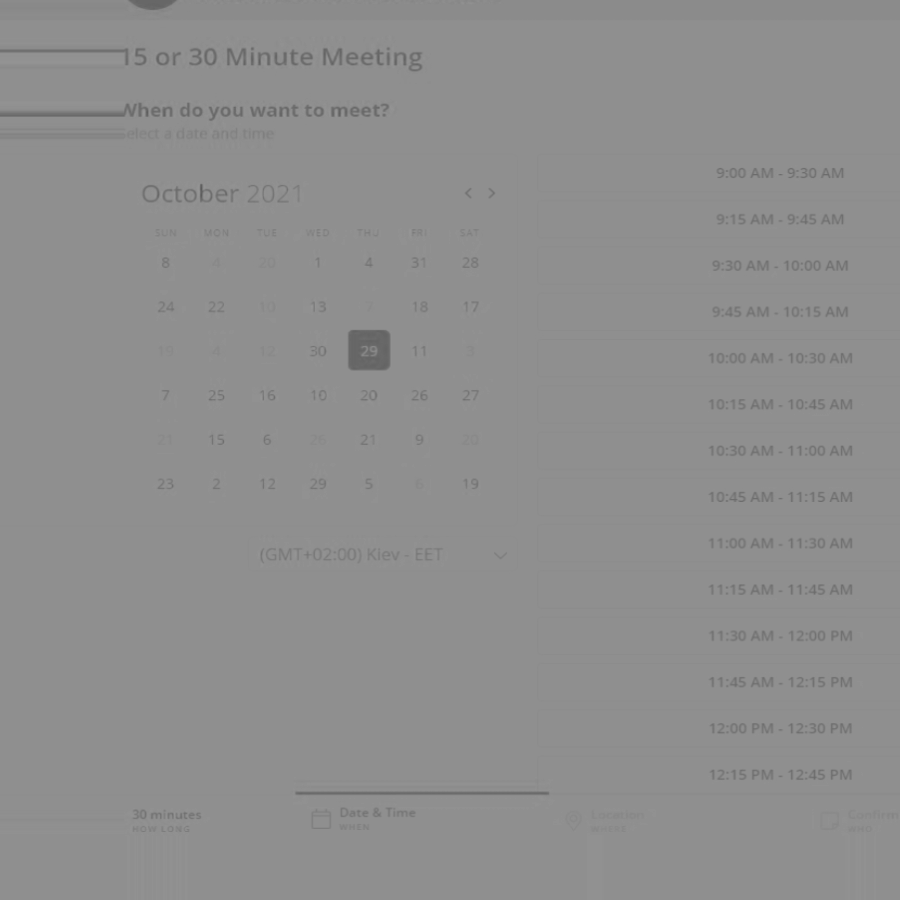 15 or 30 Minute Meeting
When do you want to meet?
Select a date and time
October 2021
SUN MON TUE WED THU FRI SAT
8 4 20 1 4 31 28
24 22 13 7 18 17
19 4 12 30 29 11 3
7 25 16 10 20 26 27
21 15 6 26 21 9 20
23 2 12 29 5 6 19
(GMT+02:00) Kiev - EET
9:00 AM - 9:30 AM
9:15 AM - 9:45 AM
9:30 AM - 10:00 AM
9:45 AM - 10:15 AM
10:00 AM - 10:30 AM
10:15 AM - 10:45 AM
10:30 AM - 11:00 AM
10:45 AM - 11:15 AM
11:00 AM - 11:30 AM
11:15 AM - 11:45 AM
11:30 AM - 12:00 PM
11:45 AM - 12:15 PM
12:00 PM - 12:30 PM
12:15 PM - 12:45 PM
30 minutes
HOW LONG
Date & Time
WHEN
Location
WHERE
Confirm
WHO